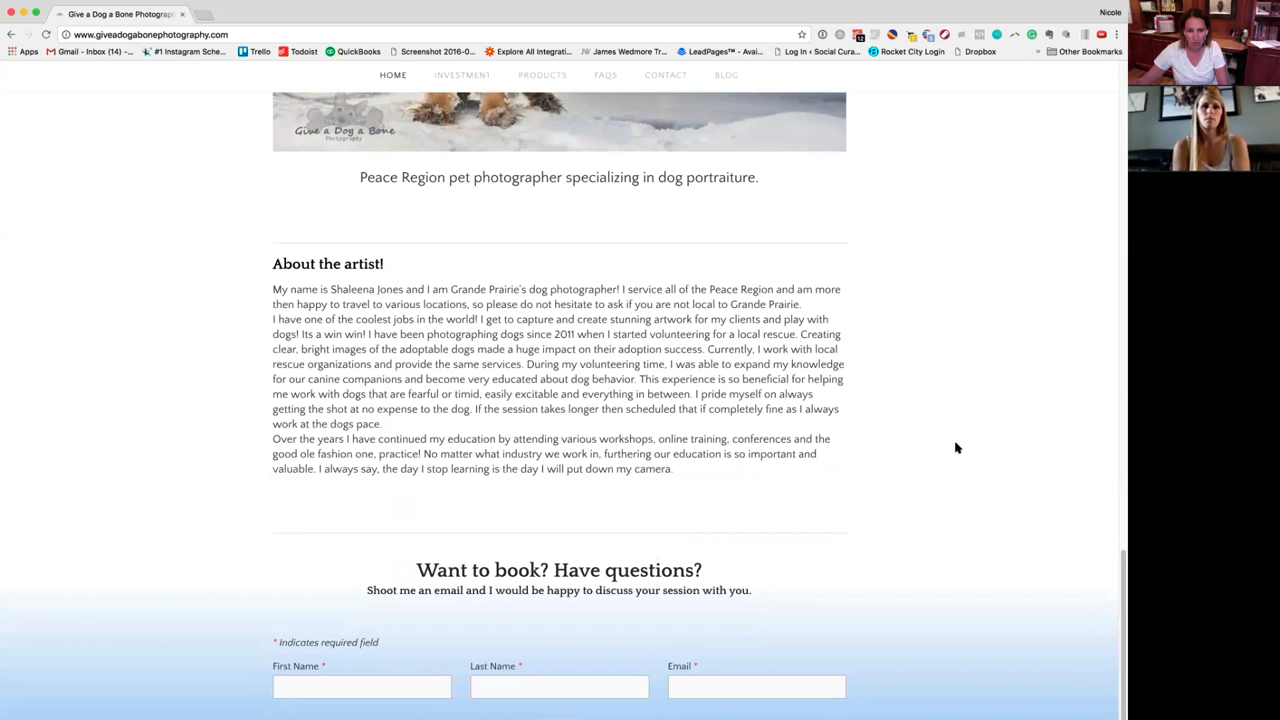 Give a Dog a Bone Photograp
Nicole
www.giveadogabonephotography.com
Apps
Gmail - Inbox (14) -...
#1 Instagram Sche...
Trello
Todoist
QuickBooks
Screenshot 2016-0...
Explore All Integrati...
JW James Wedmore Tr...
LeadPages™ - Avai...
Log In ‹ Social Cura...
Rocket City Login
Dropbox
Other Bookmarks
12
HOME INVESTMENT PRODUCTS FAQS CONTACT BLOG
Give a Dog a Bone
Photography
Peace Region pet photographer specializing in dog portraiture.
About the artist!
My name is Shaleena Jones and I am Grande Prairie's dog photographer! I service all of the Peace Region and am more
then happy to travel to various locations, so please do not hesitate to ask if you are not local to Grande Prairie.
I have one of the coolest jobs in the world! I get to capture and create stunning artwork for my clients and play with
dogs! Its a win win! I have been photographing dogs since 2011 when I started volunteering for a local rescue. Creating
clear, bright images of the adoptable dogs made a huge impact on their adoption success. Currently, I work with local
rescue organizations and provide the same services. During my volunteering time, I was able to expand my knowledge
for our canine companions and become very educated about dog behavior. This experience is so beneficial for helping
me work with dogs that are fearful or timid, easily excitable and everything in between. I pride myself on always
getting the shot at no expense to the dog. If the session takes longer then scheduled that if completely fine as I always
work at the dogs pace.
Over the years I have continued my education by attending various workshops, online training, conferences and the
good ole fashion one, practice! No matter what industry we work in, furthering our education is so important and
valuable. I always say, the day I stop learning is the day I will put down my camera.
Want to book? Have questions?
Shoot me an email and I would be happy to discuss your session with you.
* Indicates required field
First Name * Last Name * Email *